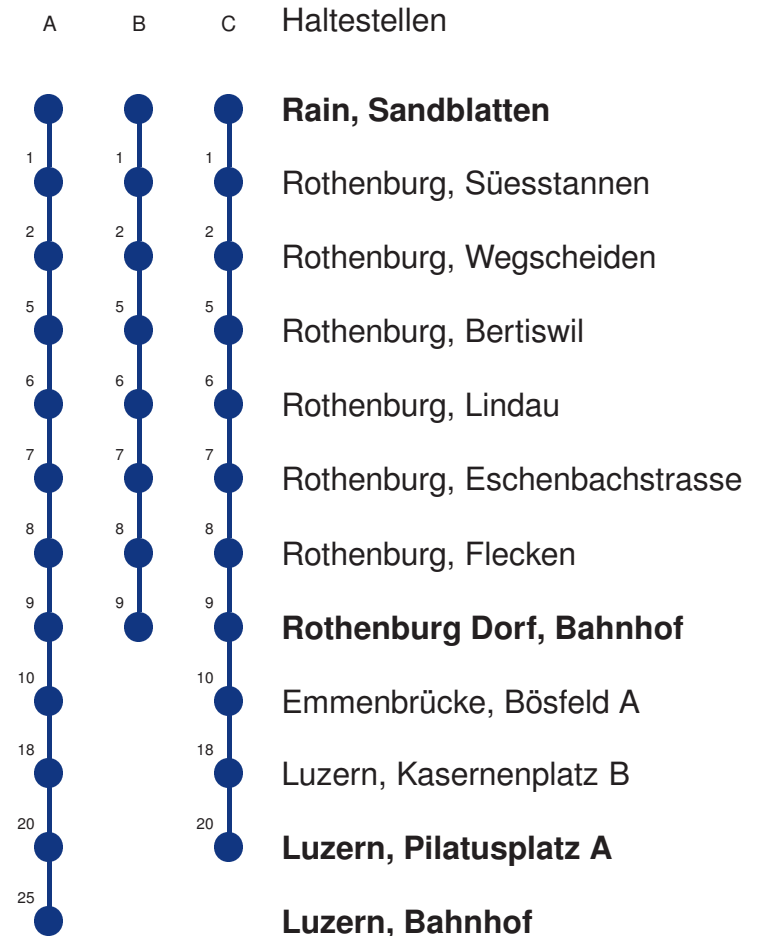 A B C Haltestellen
Rain, Sandblatten
1 1 1 Rothenburg, Süesstannen
2 2 2 Rothenburg, Wegscheiden
5 5 5 Rothenburg, Bertiswil
6 6 6 Rothenburg, Lindau
7 7 7 Rothenburg, Eschenbachstrasse
8 8 8 Rothenburg, Flecken
9 9 9 Rothenburg Dorf, Bahnhof
10 10 Emmenbrücke, Bösfeld A
18 18 Luzern, Kasernenplatz B
20 20 Luzern, Pilatusplatz A
25 Luzern, Bahnhof